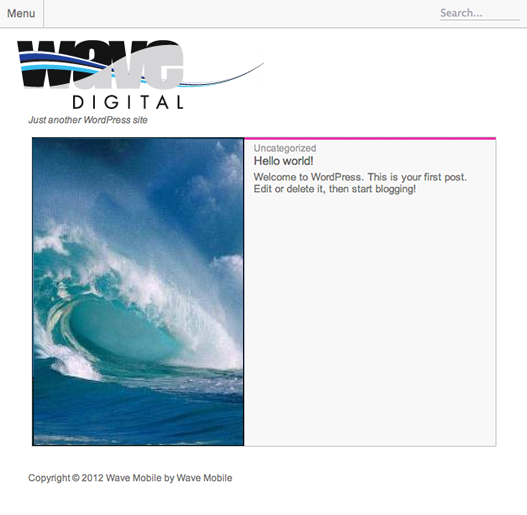 Menu
Search...
wave
DIGITAL
Just another WordPress site
Uncategorized
Hello world!
Welcome to WordPress. This is your first post.
Edit or delete it, then start blogging!
Copyright © 2012 Wave Mobile by Wave Mobile